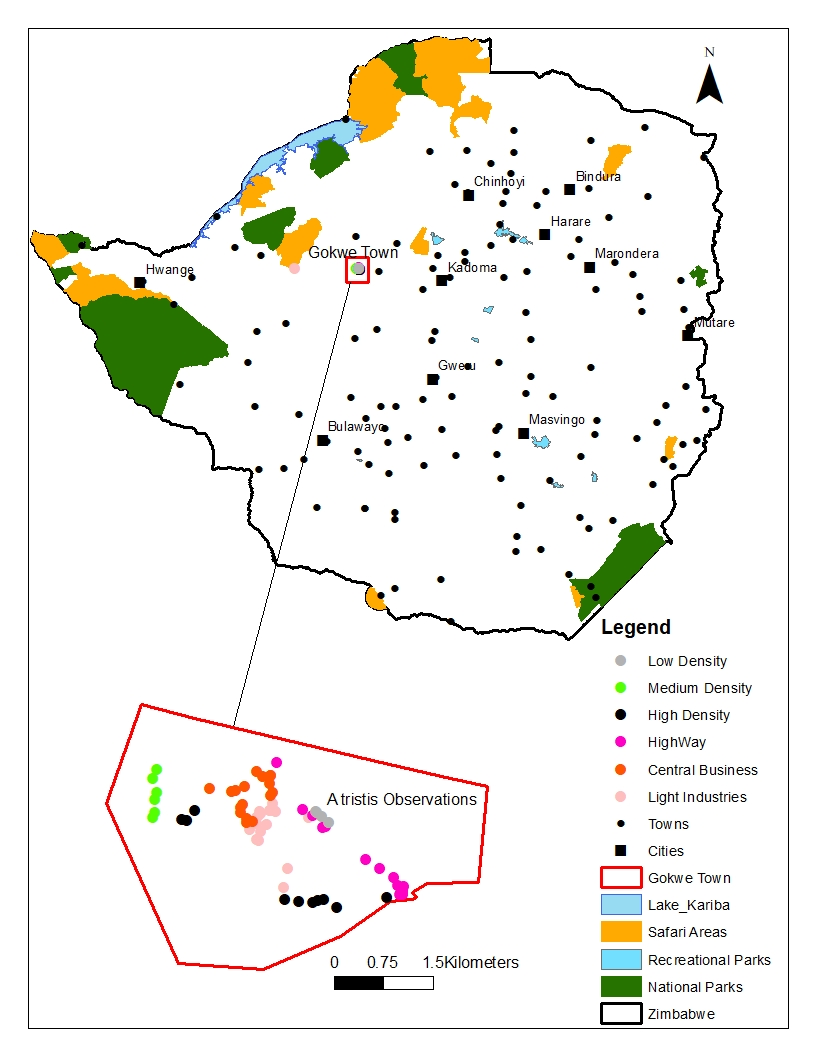 N
Chinhoyi
Bindura
Harare
Gokwe Town
Marondera
Hwange
Kadoma
Mutare
Gweru
Bulawayo
Masvingo
Legend
Low Density
Medium Density
High Density
HighWay
Central Business
Light Industries
Towns
Cities
Gokwe Town
Lake_Kariba
Safari Areas
Recreational Parks
National Parks
Zimbabwe
A tristis Observations
0 0.75 1.5Kilometers